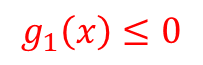 g₁(x) ≤ 0